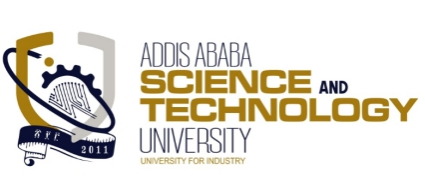 ADDIS ABABA
SCIENCE AND
TECHNOLOGY
UNIVERSITY
UNIVERSITY FOR INDUSTRY
2011